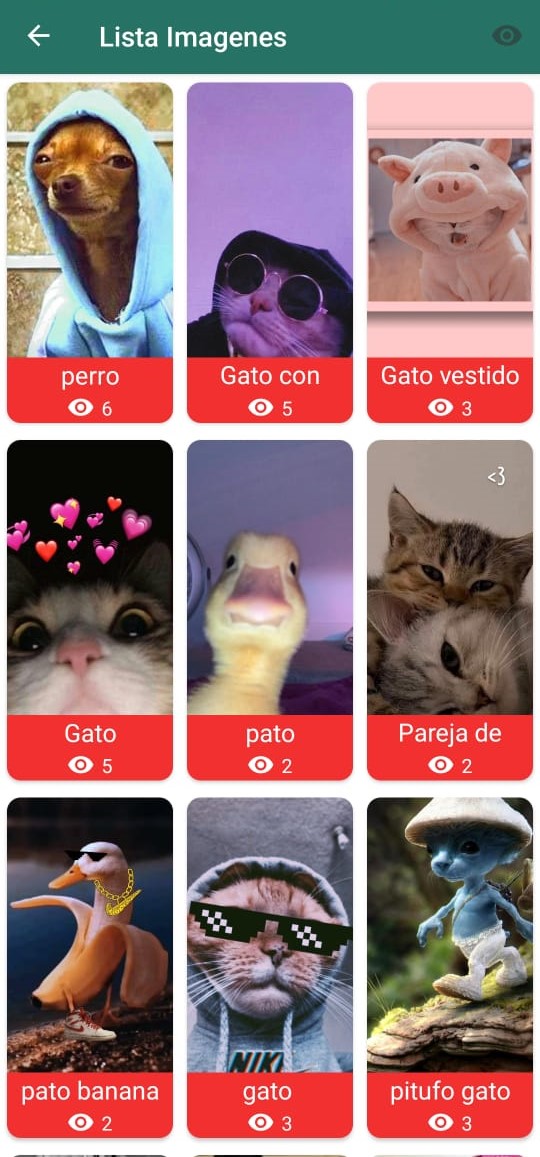 Lista Imagenes
perro
6
Gato con
5
Gato vestido
3
<3
Gato
5
pato
2
Pareja de
2
pato banana
2
NIK
gato
3
pitufo gato
3